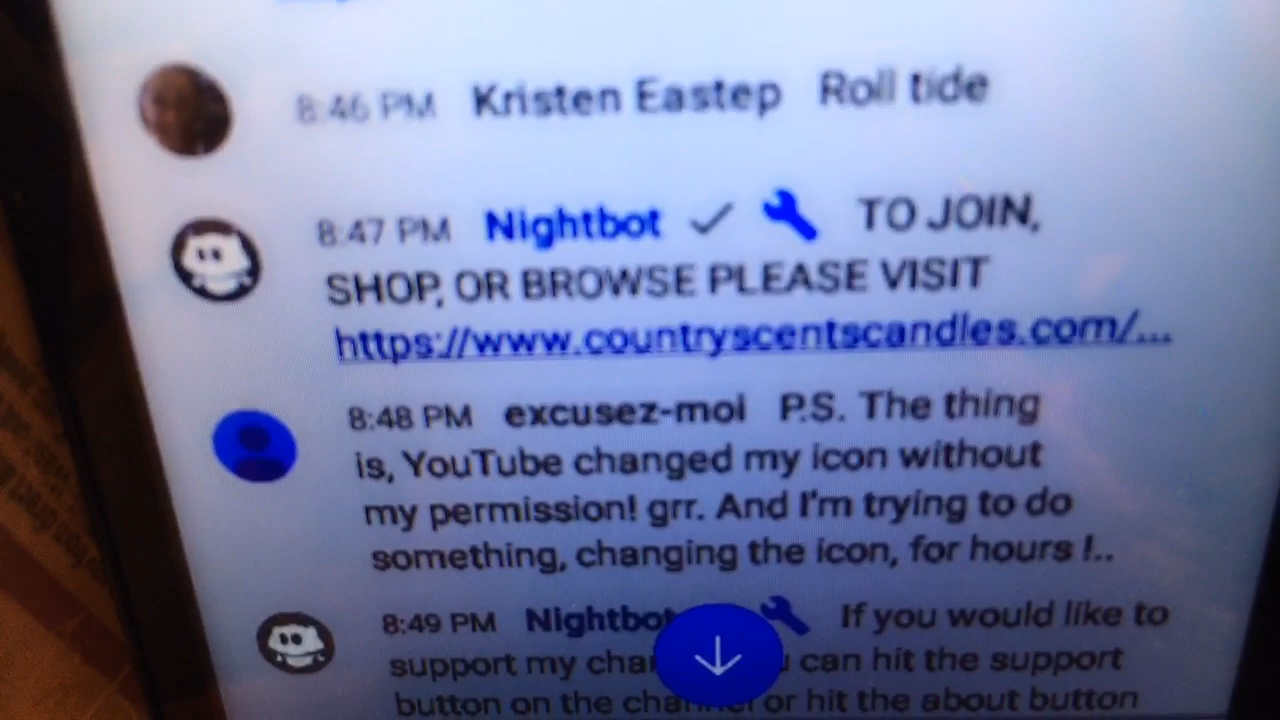 8:46 PM Kristen Eastep Roll tide
8:47 PM Nightbot TO JOIN,
SHOP, OR BROWSE PLEASE VISIT
https://www.countryscentscandles.com/...
8:48 PM excusez-moi P.S. The thing
is, YouTube changed my icon without
my permission! grr. And I'm trying to do
something, changing the icon, for hours !..
8:49 PM Nightbot If you would like to
support my can hit the support
button on the or hit the about button